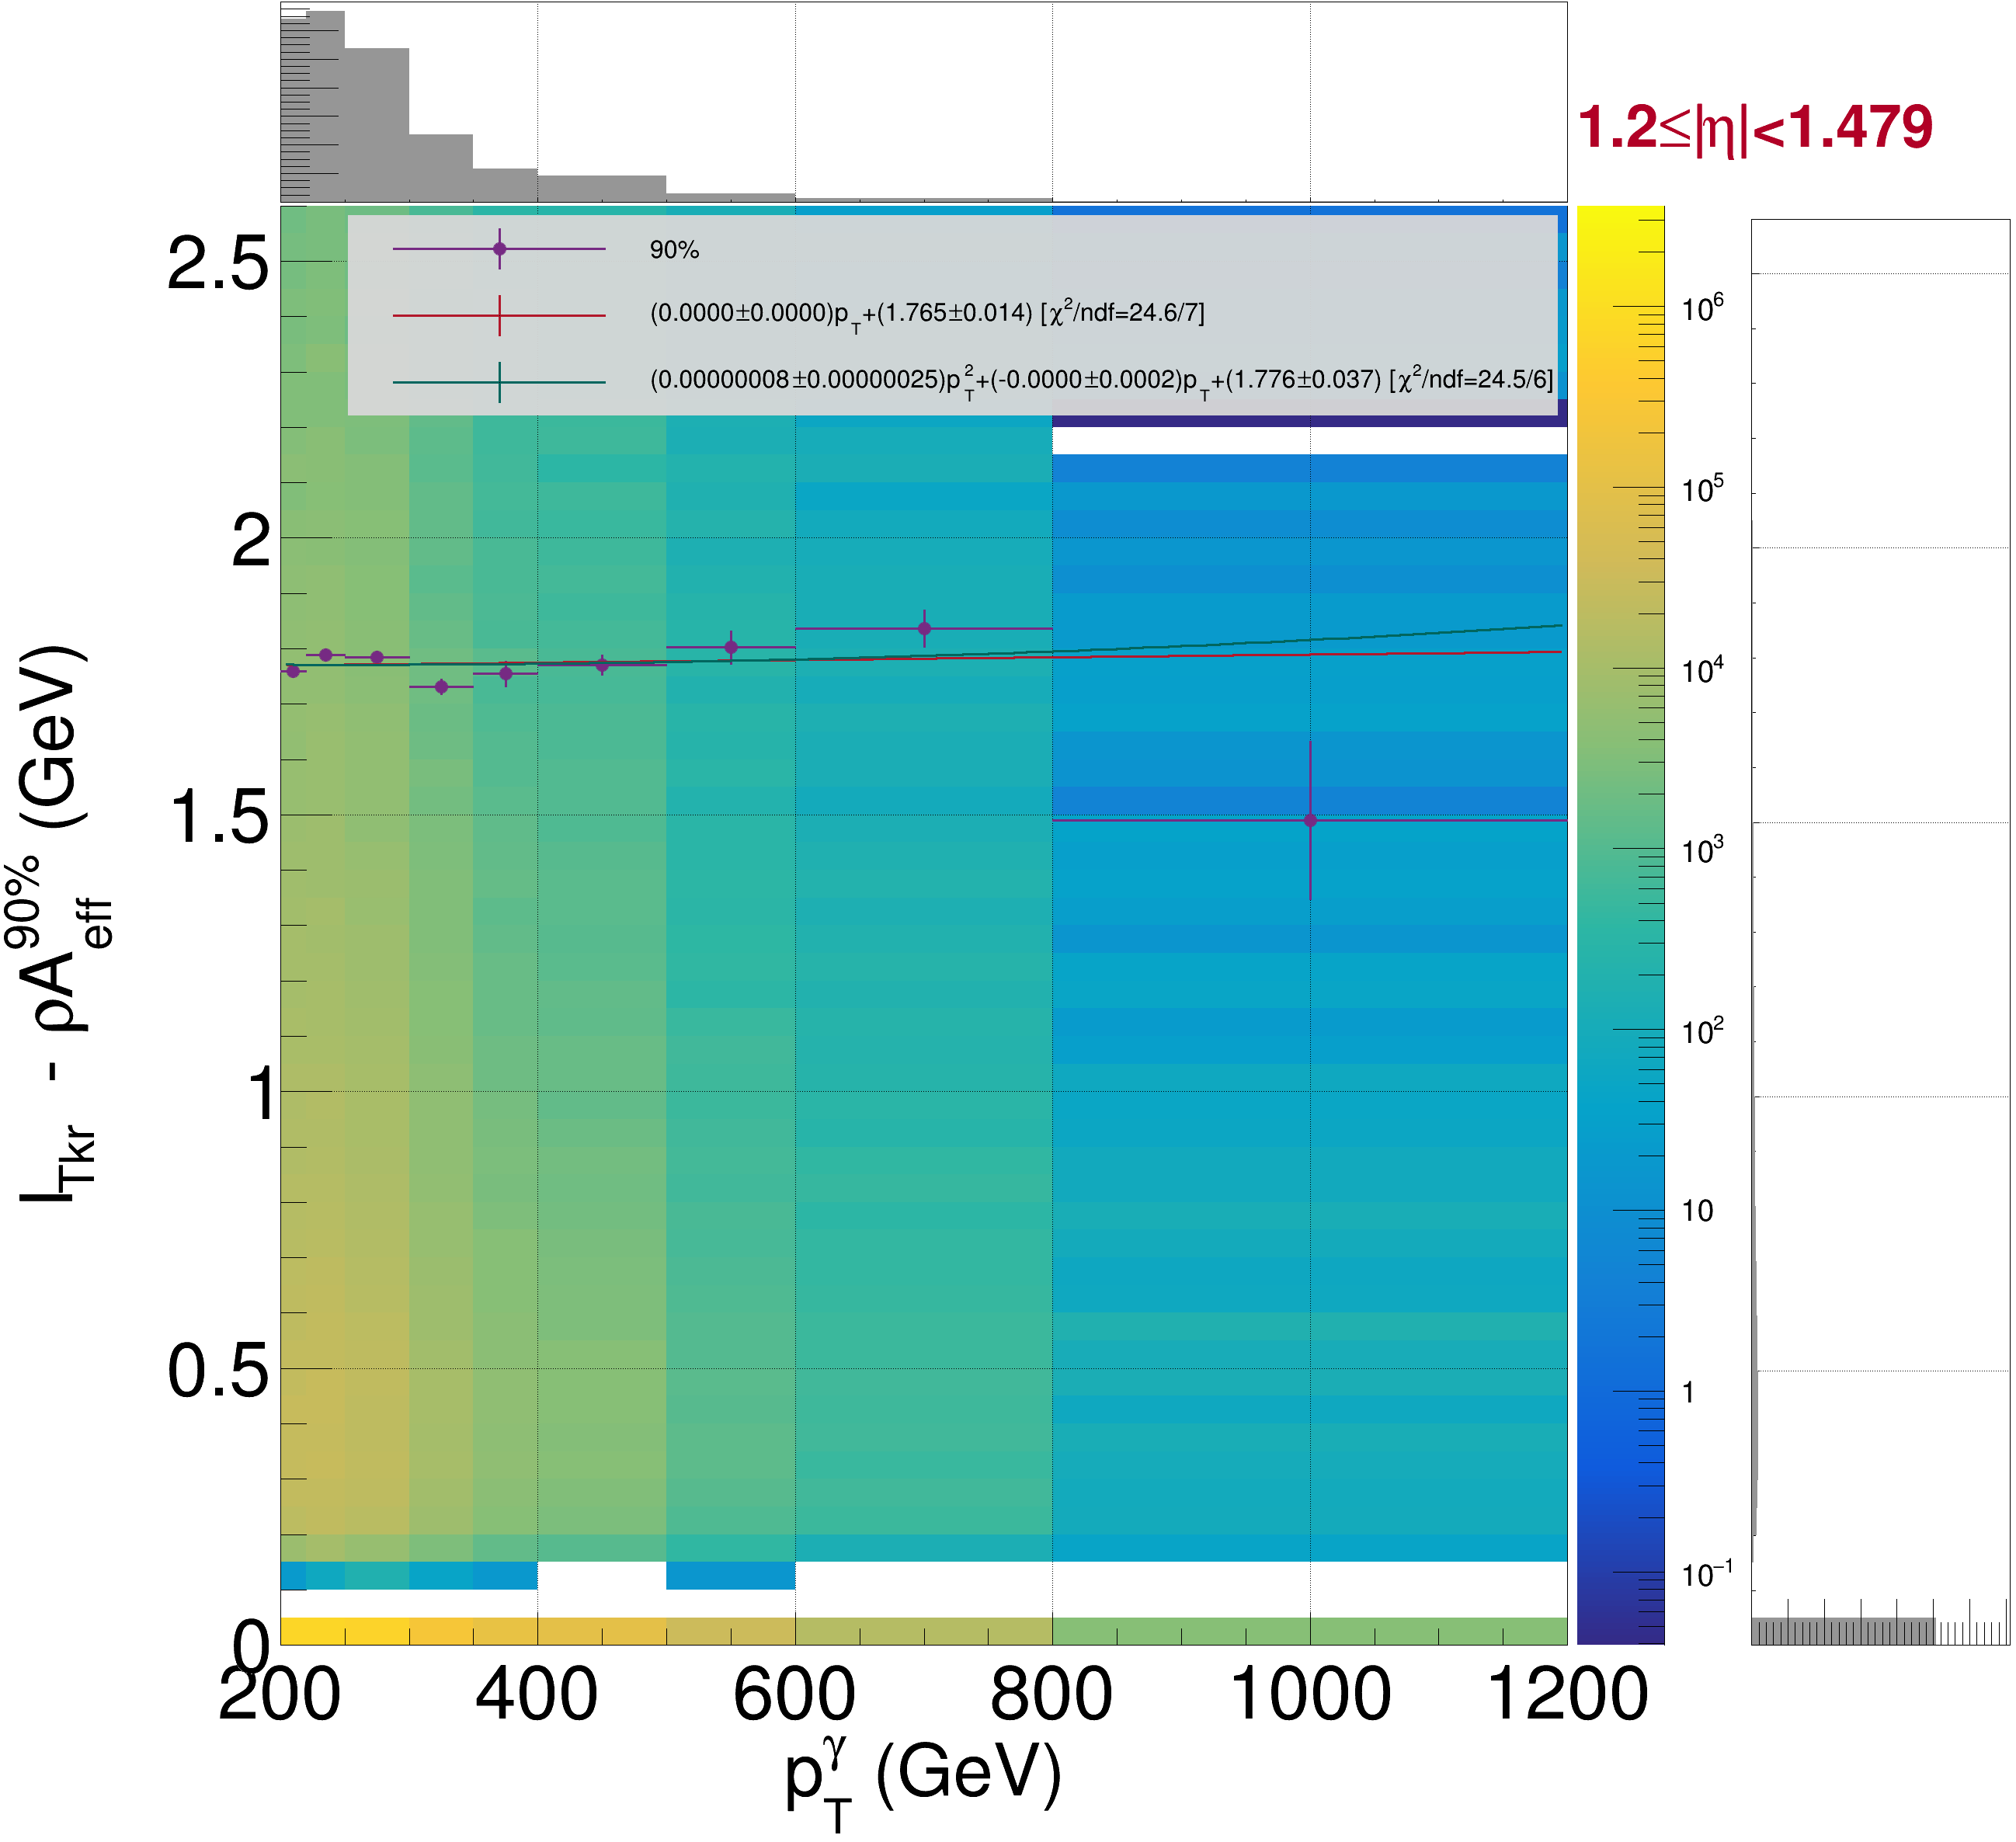 1.2≤|η|<1.479
90%
(0.0000±0.0000)p_T+(1.765±0.014) [χ²/ndf=24.6/7]
(0.00000008±0.00000025)p_T²+(-0.0000±0.0002)p_T+(1.776±0.037) [χ²/ndf=24.5/6]
I_Tkr - ρA_eff^90% (GeV)
2.5
2
1.5
1
0.5
0
200 400 600 800 1000 1200
p_T^γ (GeV)
10⁶
10⁵
10⁴
10³
10²
10
1
10⁻¹